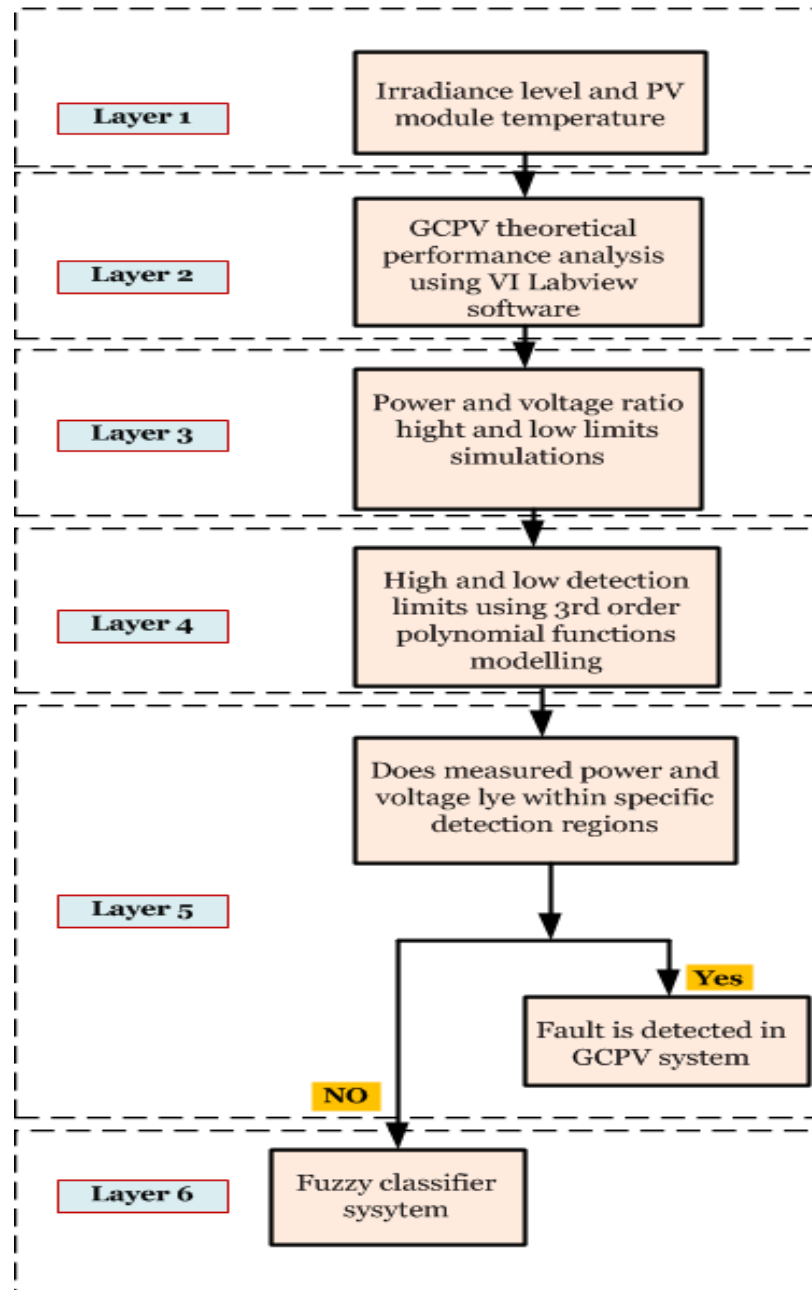 Layer 1
Irradiance level and PV
module temperature
Layer 2
GCPV theoretical
performance analysis
using VI Labview
software
Layer 3
Power and voltage ratio
hight and low limits
simulations
Layer 4
High and low detection
limits using 3rd order
polynomial functions
modelling
Layer 5
Does measured power and
voltage lye within specific
detection regions
Yes
Fault is detected in
GCPV system
NO
Layer 6
Fuzzy classifier
sysytem